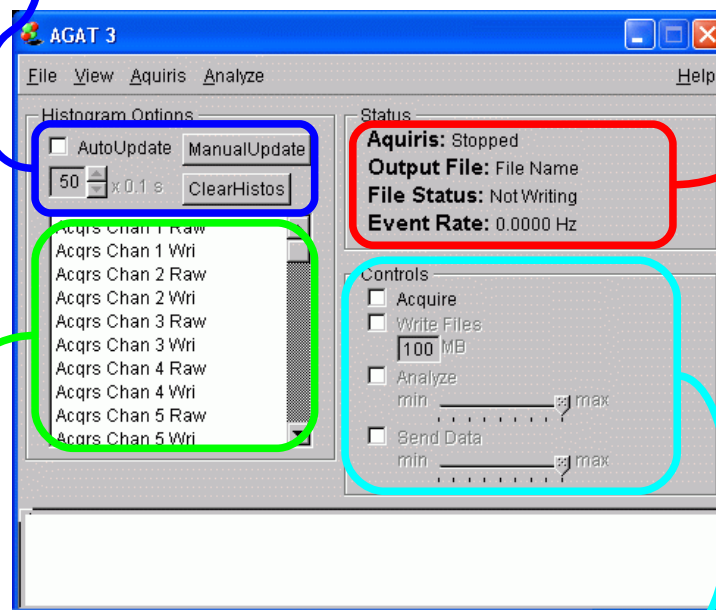 AGAT 3
File View Aquiris Analyze Help
Histogram Options
AutoUpdate ManualUpdate
50 x 0.1 s ClearHistos
Acqrs Chan 1 Raw
Acqrs Chan 1 Wri
Acqrs Chan 2 Raw
Acqrs Chan 2 Wri
Acqrs Chan 3 Raw
Acqrs Chan 3 Wri
Acqrs Chan 4 Raw
Acqrs Chan 4 Wri
Acqrs Chan 5 Raw
Acqrs Chan 5 Wri
Status
Aquiris: Stopped
Output File: File Name
File Status: Not Writing
Event Rate: 0.0000 Hz
Controls
Acquire
Write Files
100 MB
Analyze
min max
Send Data
min max